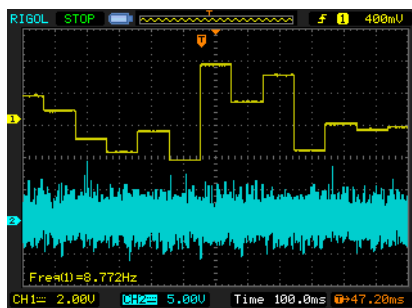 RIGOL STOP f 1 400mV
T
T
1
2
Freq(1)=8.772Hz
CH1= 2.00V CH2= 5.00V Time 100.0ms T→47.20ms